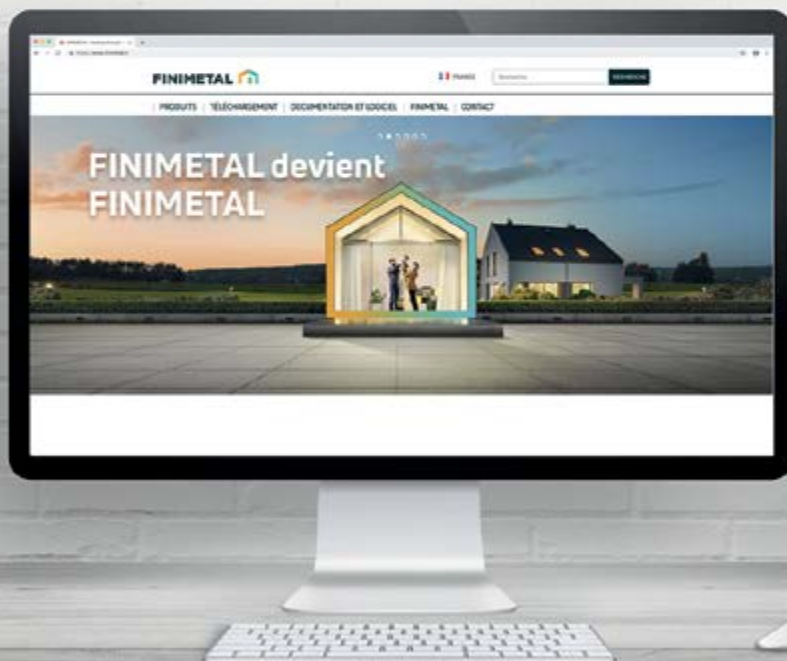 FINIMETAL
FRANCE
RECHERCHE
| PRODUITS | TÉLÉCHARGEMENT | DOCUMENTATION ET LOGICIEL | FINIMETAL | CONTACT
FINIMETAL devient
FINIMETAL